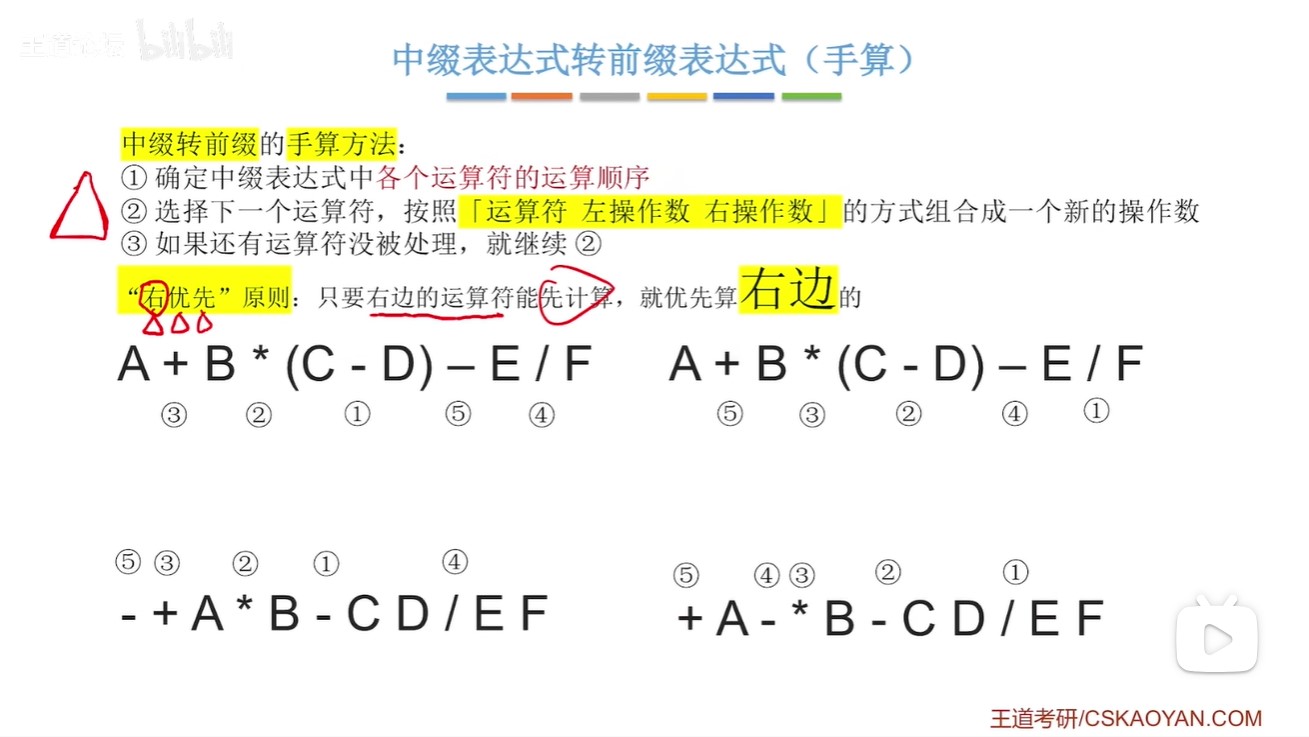 王道论坛 bilibili
中缀表达式转前缀表达式（手算）
中缀转前缀的手算方法：
① 确定中缀表达式中各个运算符的运算顺序
② 选择下一个运算符，按照「运算符 左操作数 右操作数」的方式组合成一个新的操作数
③ 如果还有运算符没被处理，就继续 ②
“右优先”原则：只要右边的运算符能先计算，就优先算右边的
A + B * (C - D) – E / F
③ ② ① ⑤ ④
A + B * (C - D) – E / F
⑤ ③ ② ④ ①
⑤ ③ ② ① ④
- + A * B - C D / E F
⑤ ④ ③ ② ①
+ A - * B - C D / E F
王道考研/CSKAOYAN.COM